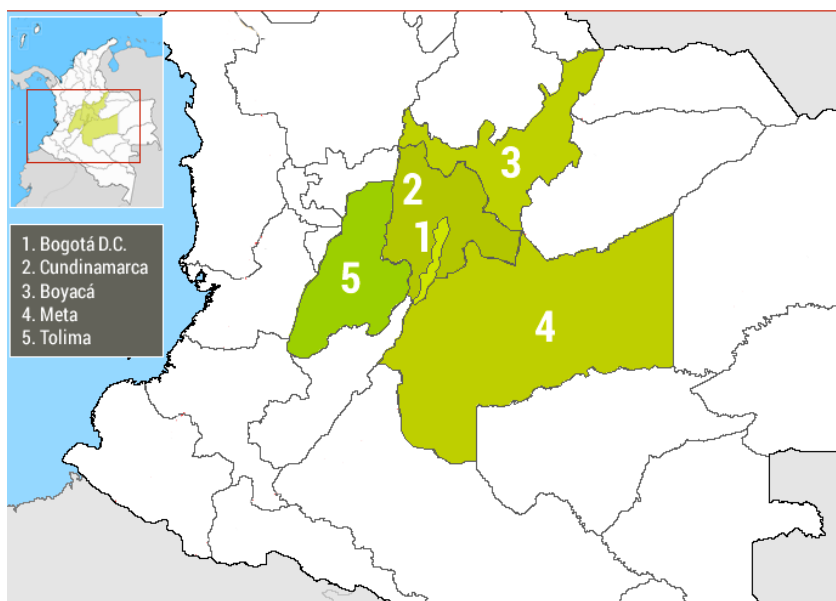 1. Bogotá D.C.
2. Cundinamarca
3. Boyacá
4. Meta
5. Tolima
2
3
1
5
4